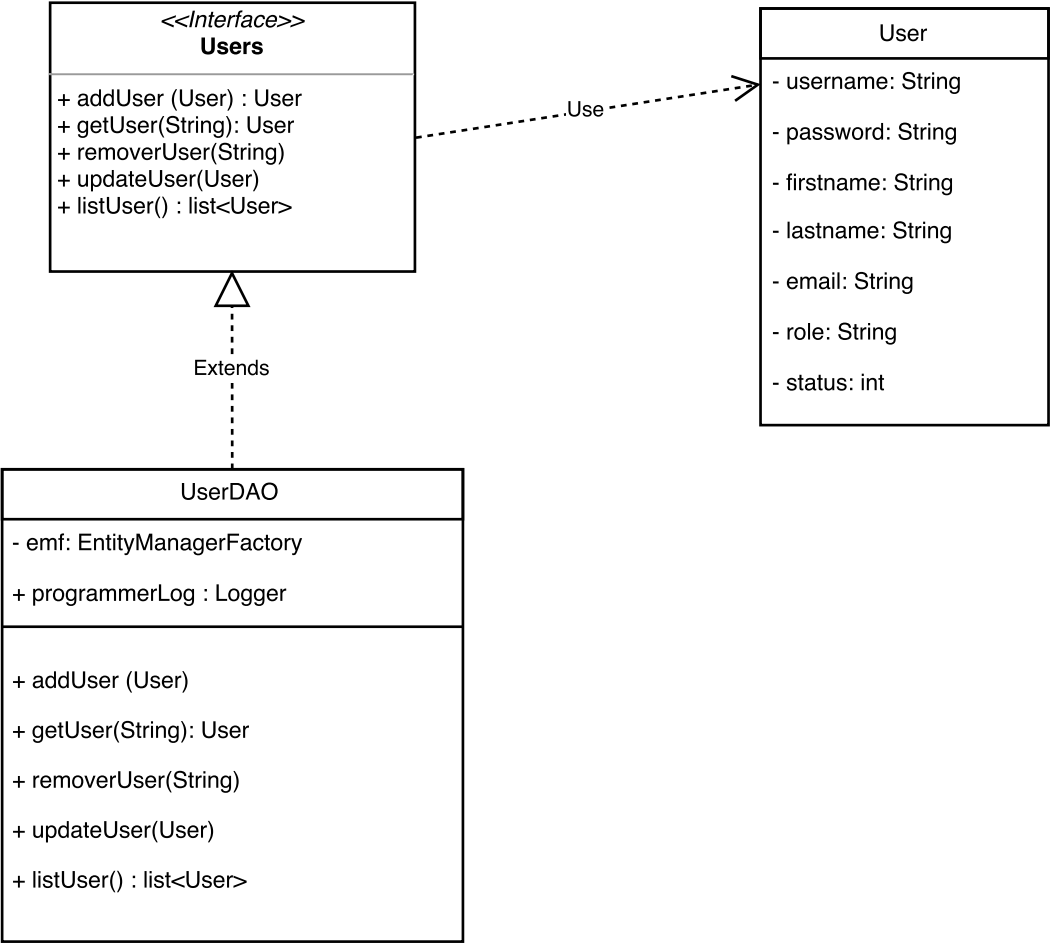 <<Interface>>
Users
+ addUser (User) : User
+ getUser(String): User
+ removerUser(String)
+ updateUser(User)
+ listUser() : list<User>
Use
User
- username: String
- password: String
- firstname: String
- lastname: String
- email: String
- role: String
- status: int
Extends
UserDAO
- emf: EntityManagerFactory
+ programmerLog : Logger
+ addUser (User)
+ getUser(String): User
+ removerUser(String)
+ updateUser(User)
+ listUser() : list<User>